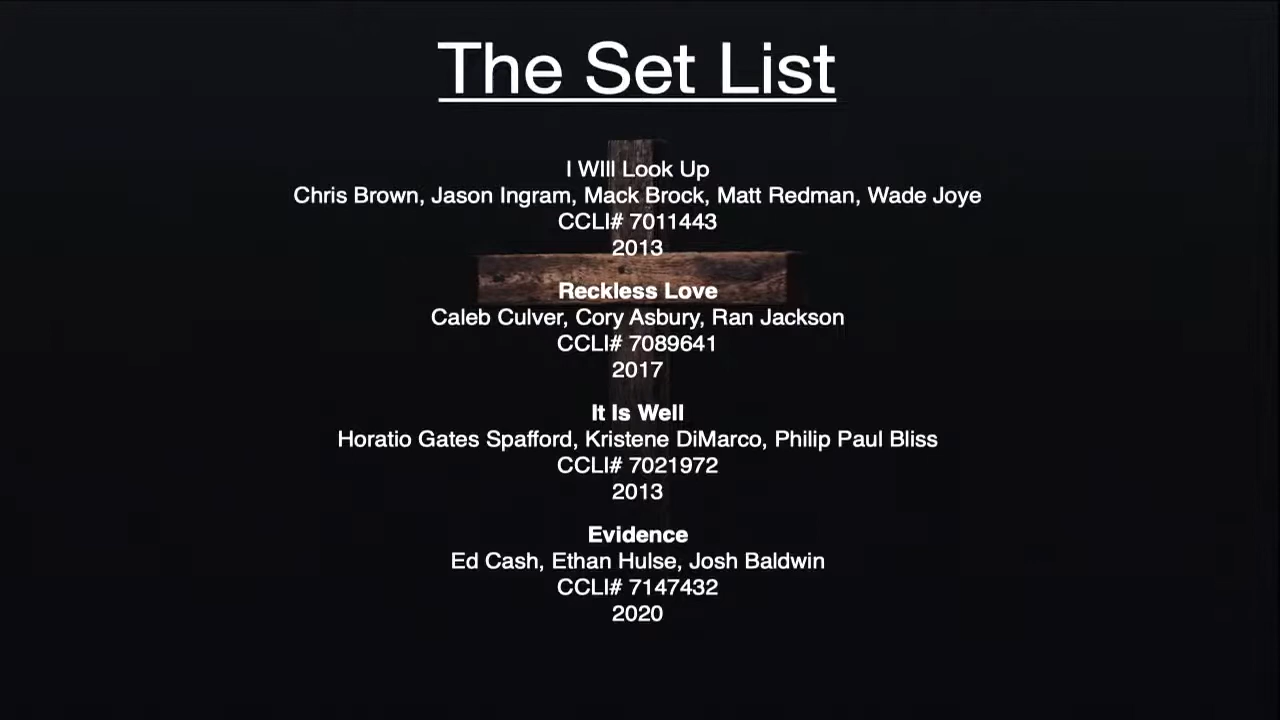 The Set List
I WIll Look Up
Chris Brown, Jason Ingram, Mack Brock, Matt Redman, Wade Joye
CCLI# 7011443
2013
Reckless Love
Caleb Culver, Cory Asbury, Ran Jackson
CCLI# 7089641
2017
It Is Well
Horatio Gates Spafford, Kristene DiMarco, Philip Paul Bliss
CCLI# 7021972
2013
Evidence
Ed Cash, Ethan Hulse, Josh Baldwin
CCLI# 7147432
2020